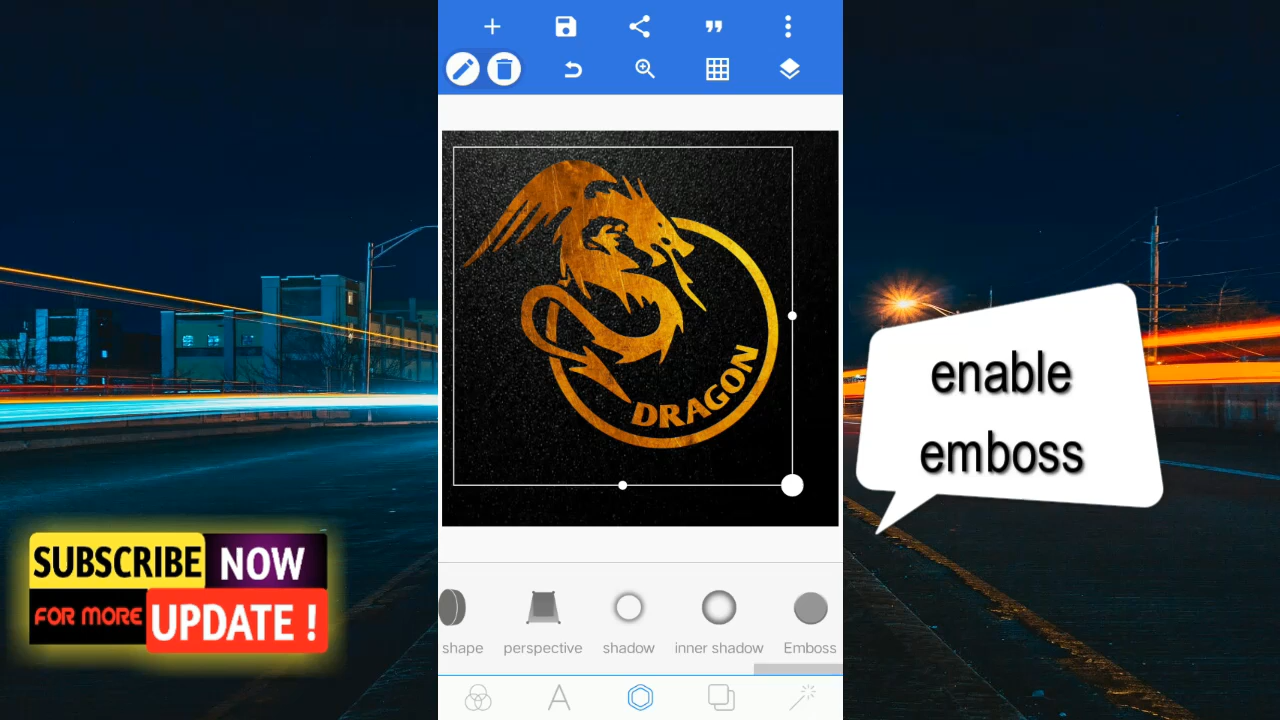 DRAGON
enable
emboss
SUBSCRIBE NOW
FOR MORE UPDATE !
shape perspective shadow inner shadow Emboss